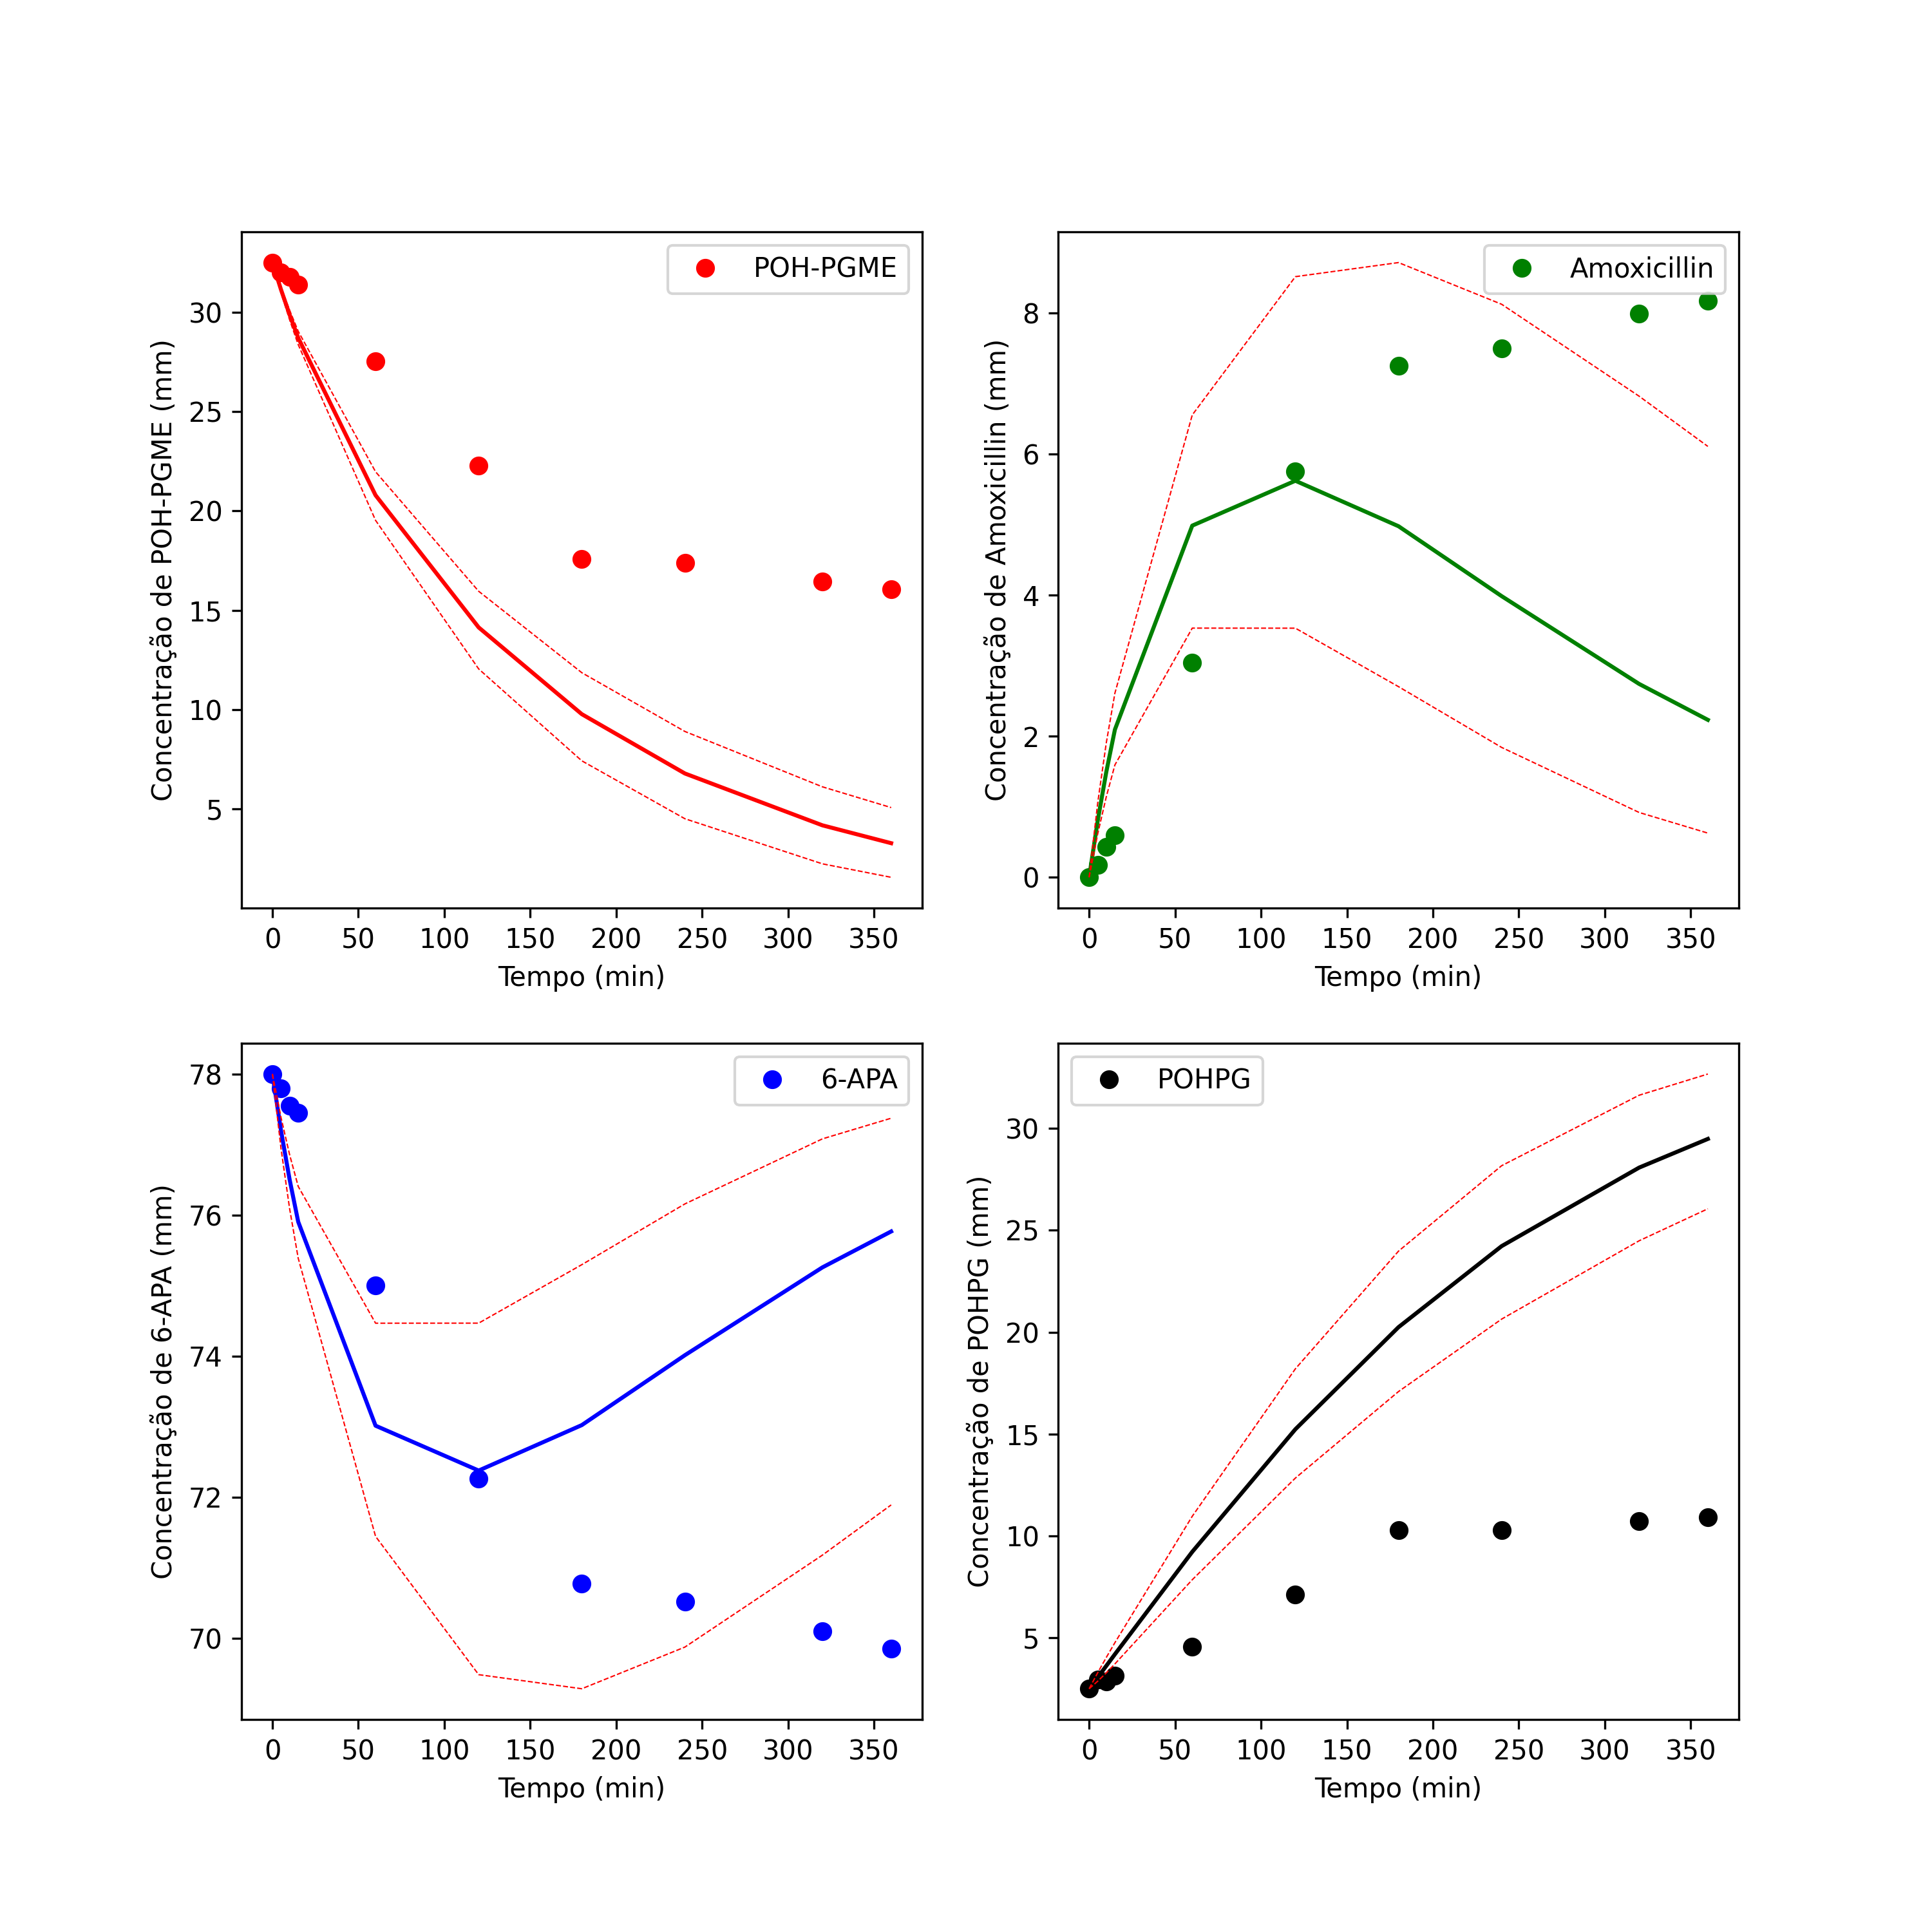 POH-PGME
Concentração de POH-PGME (mm)
30
25
20
15
10
5
0 50 100 150 200 250 300 350
Tempo (min)
Amoxicillin
Concentração de Amoxicillin (mm)
8
6
4
2
0
0 50 100 150 200 250 300 350
Tempo (min)
6-APA
Concentração de 6-APA (mm)
78
76
74
72
70
0 50 100 150 200 250 300 350
Tempo (min)
POHPG
Concentração de POHPG (mm)
30
25
20
15
10
5
0 50 100 150 200 250 300 350
Tempo (min)